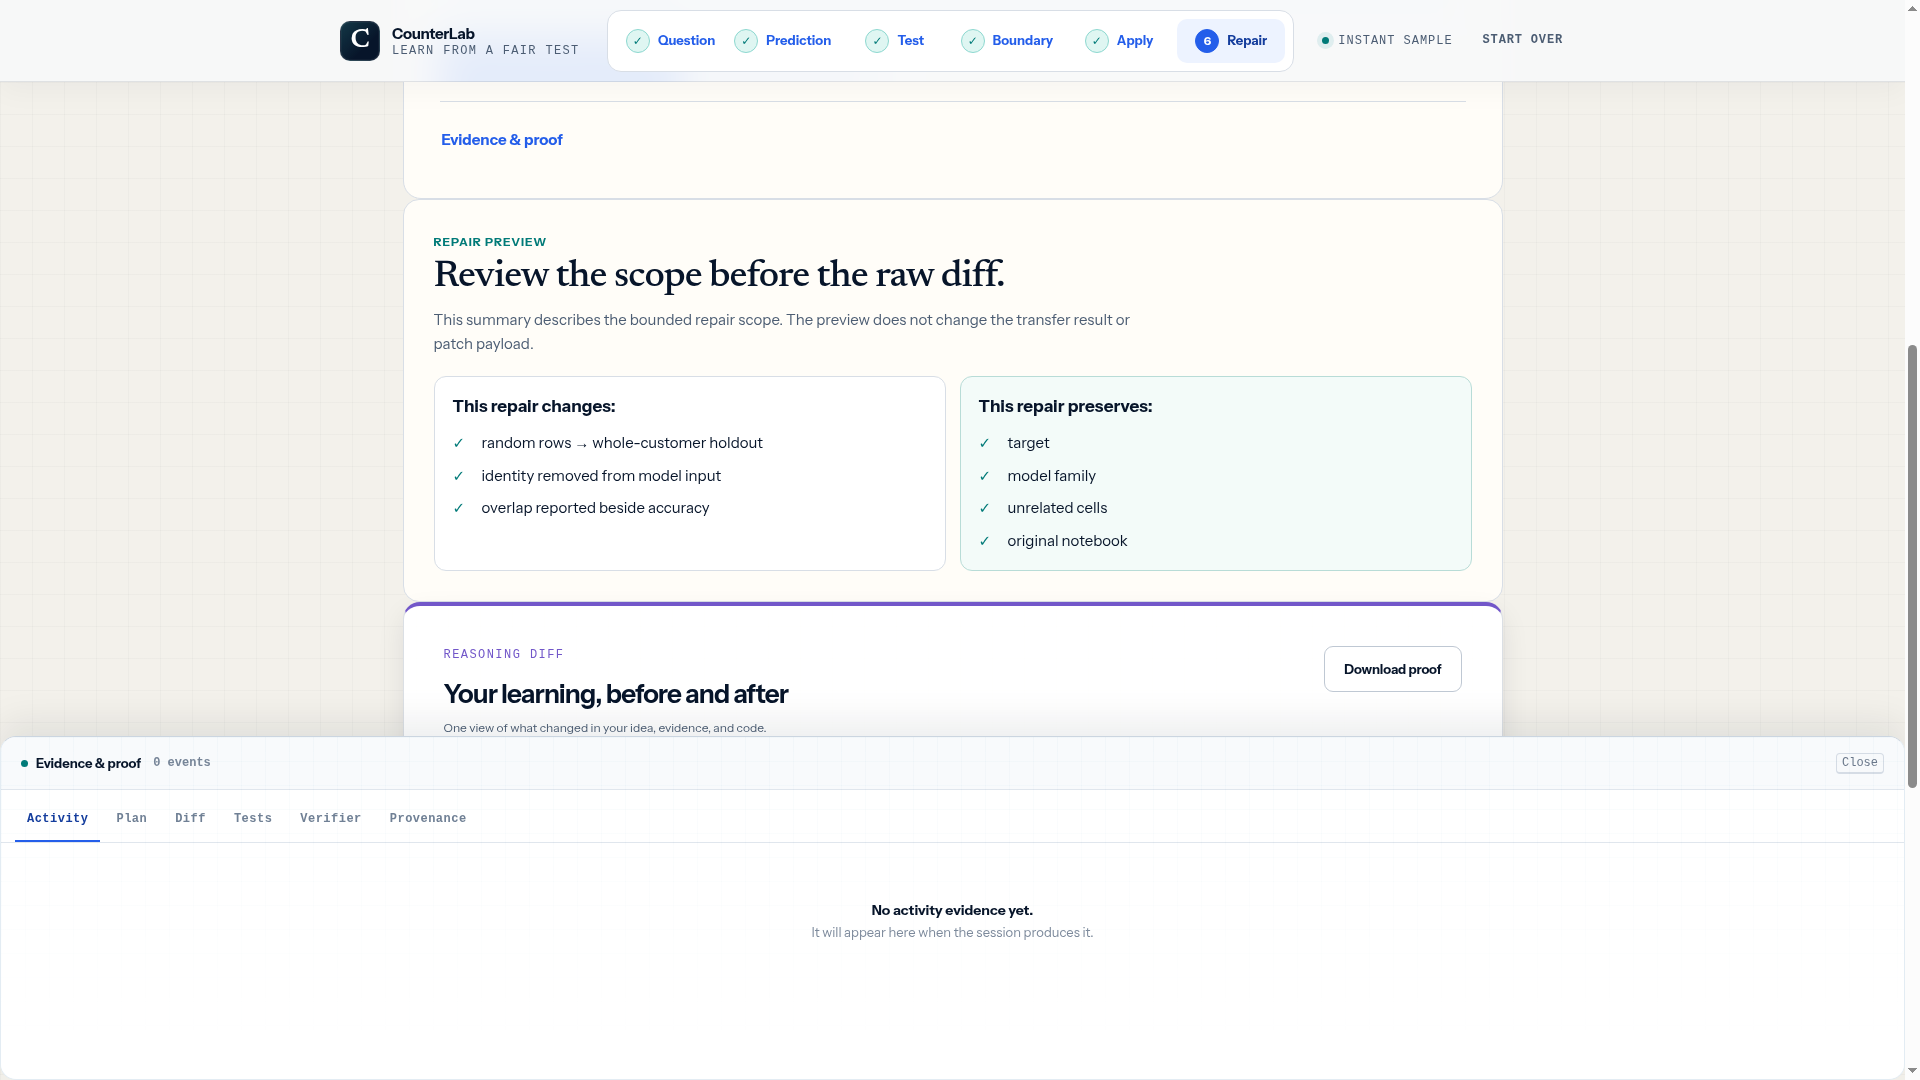 C
CounterLab
LEARN FROM A FAIR TEST
✓ Question
✓ Prediction
✓ Test
✓ Boundary
✓ Apply
6 Repair
INSTANT SAMPLE
START OVER
Evidence & proof
REPAIR PREVIEW
Review the scope before the raw diff.
This summary describes the bounded repair scope. The preview does not change the transfer result or
patch payload.
This repair changes:
✓ random rows → whole-customer holdout
✓ identity removed from model input
✓ overlap reported beside accuracy
This repair preserves:
✓ target
✓ model family
✓ unrelated cells
✓ original notebook
REASONING DIFF
Your learning, before and after
One view of what changed in your idea, evidence, and code.
Download proof
Evidence & proof 0 events
Close
Activity Plan Diff Tests Verifier Provenance
No activity evidence yet.
It will appear here when the session produces it.